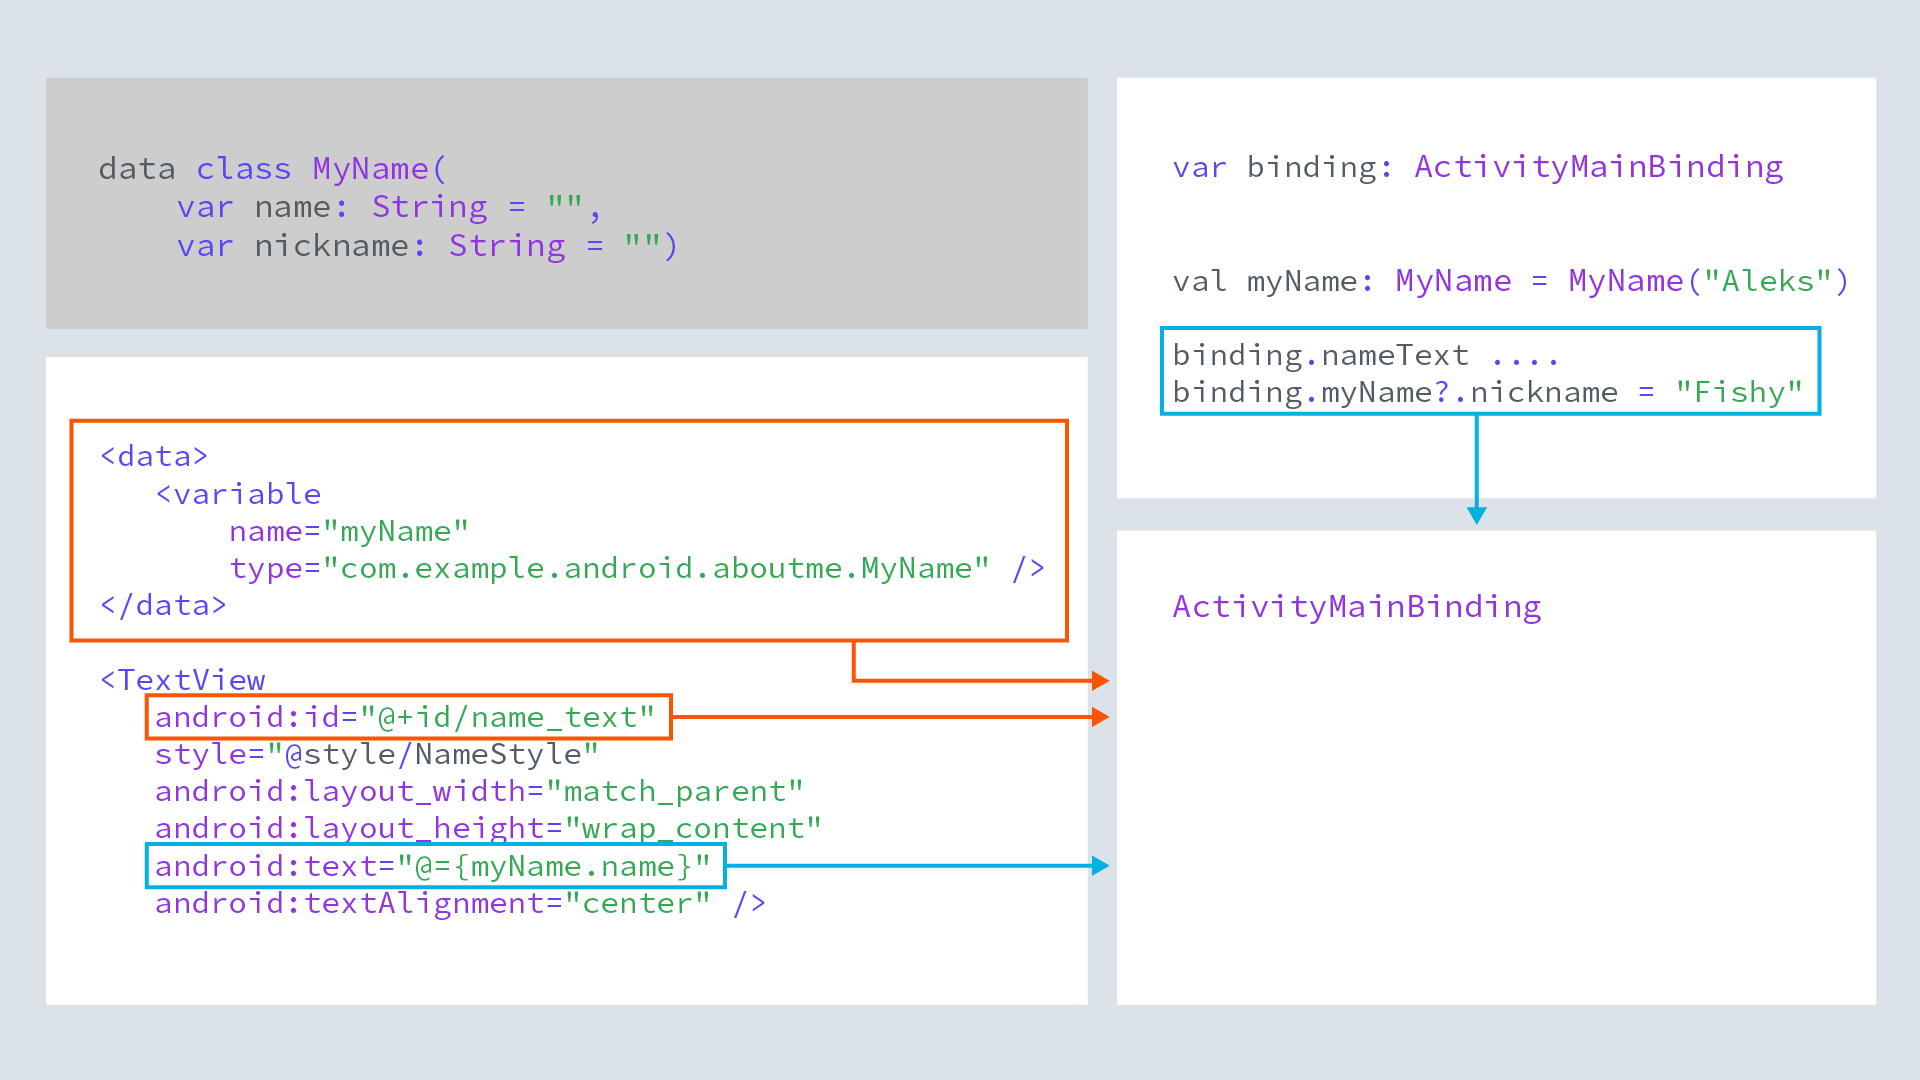 data class MyName(
    var name: String = "",
    var nickname: String = "")
<data>
   <variable
       name="myName"
       type="com.example.android.aboutme.MyName" />
</data>
<TextView
   android:id="@+id/name_text"
   style="@style/NameStyle"
   android:layout_width="match_parent"
   android:layout_height="wrap_content"
   android:text="@={myName.name}"
   android:textAlignment="center" />
var binding: ActivityMainBinding
val myName: MyName = MyName("Aleks")
binding.nameText ....
binding.myName?.nickname = "Fishy"
ActivityMainBinding